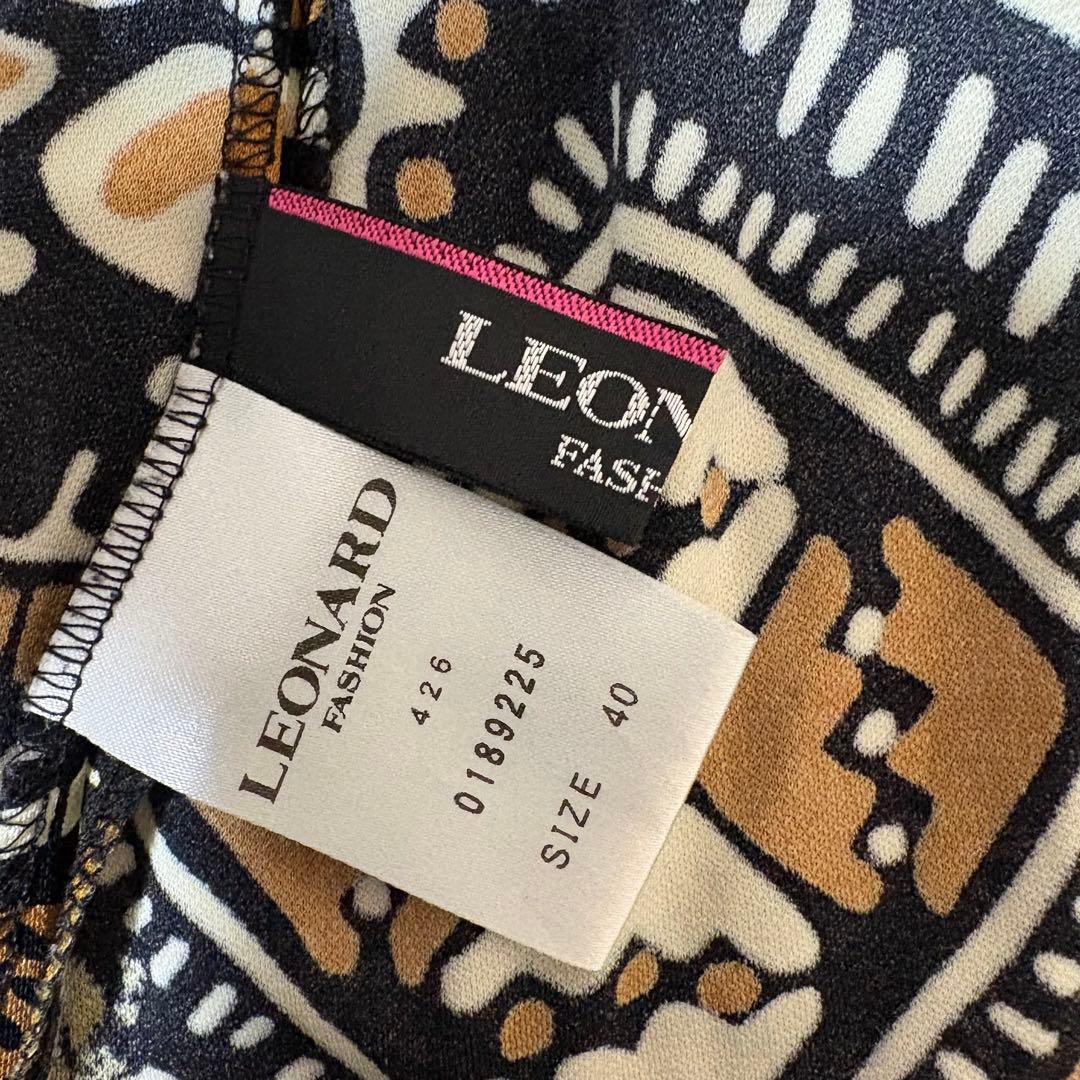 LEON
FASH
LEONARD
FASHION
426
0189225
SIZE 40